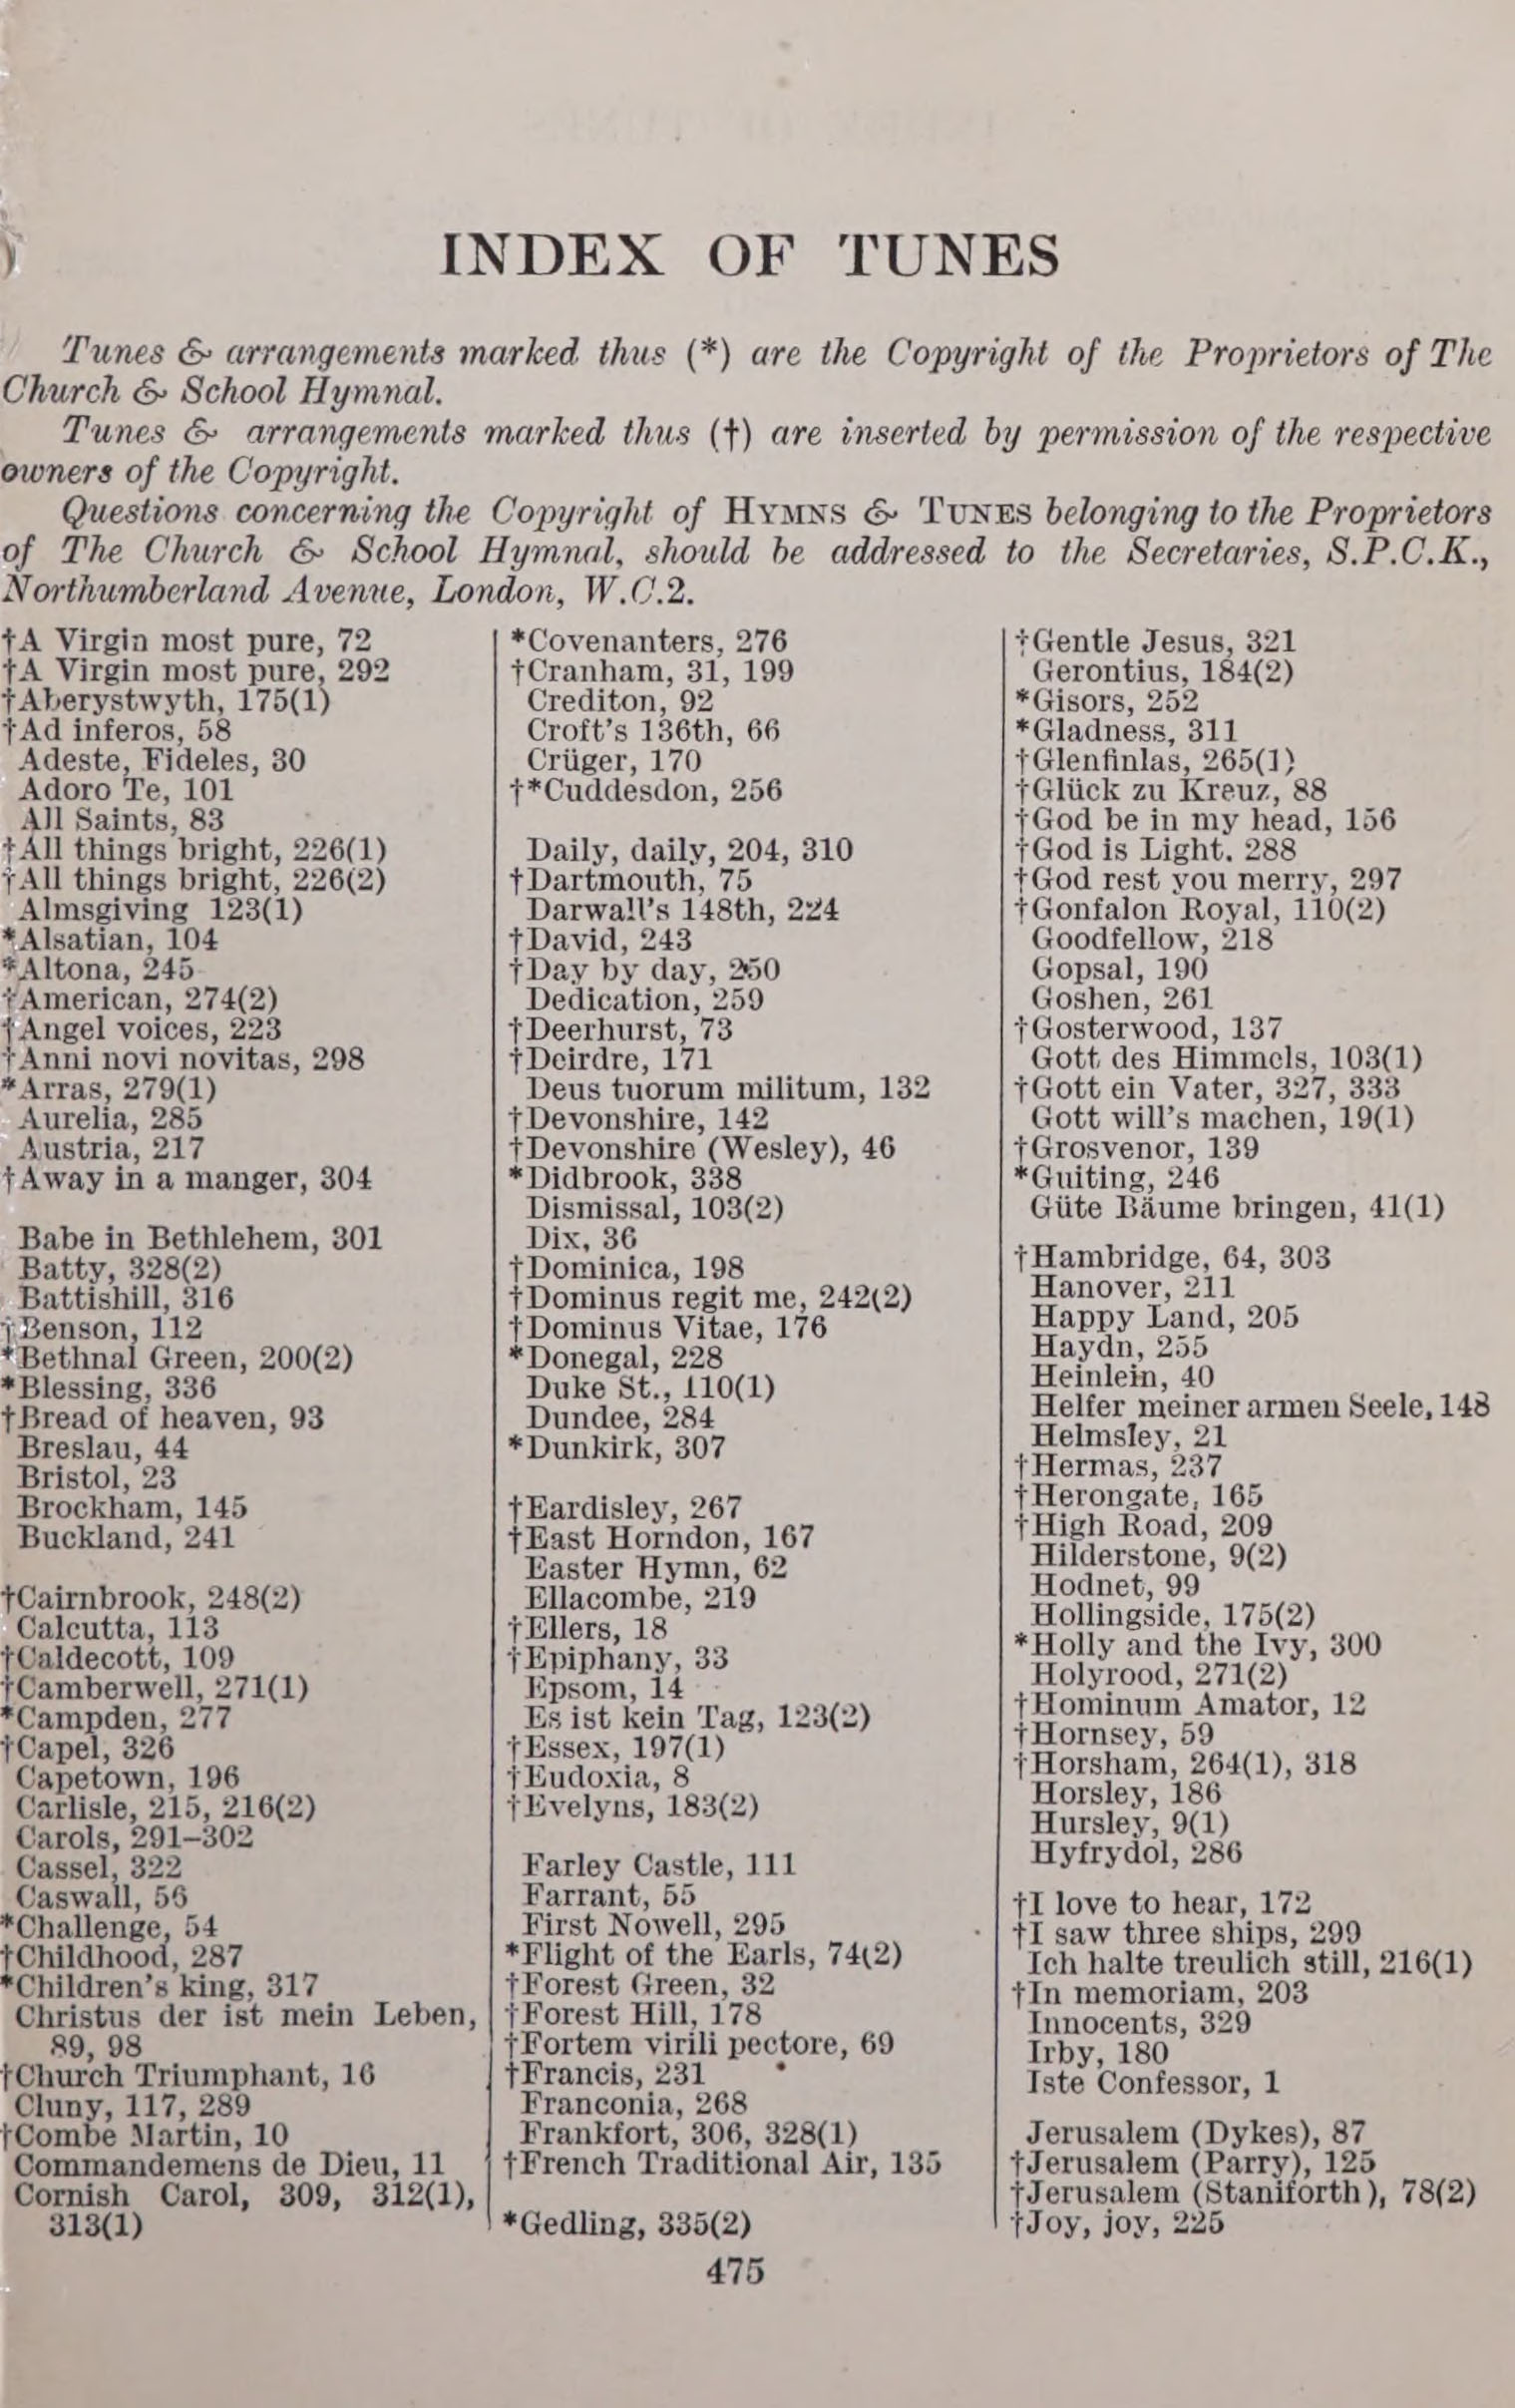 INDEX OF TUNES
Tunes & arrangements marked thus (*) are the Copyright of the Proprietors of The
Church & School Hymnal.
Tunes & arrangements marked thus (†) are inserted by permission of the respective
owners of the Copyright.
Questions concerning the Copyright of HYMNS & TUNES belonging to the Proprietors
of The Church & School Hymnal, should be addressed to the Secretaries, S.P.C.K.,
Northumberland Avenue, London, W.C.2.
†A Virgin most pure, 72
†A Virgin most pure, 292
†Aberystwyth, 175(1)
†Ad inferos, 58
Adeste, Fideles, 30
Adoro Te, 101
All Saints, 83
†All things bright, 226(1)
†All things bright, 226(2)
Almsgiving 123(1)
*Alsatian, 104
*Altona, 245
†American, 274(2)
†Angel voices, 223
†Anni novi novitas, 298
*Arras, 279(1)
Aurelia, 285
Austria, 217
†Away in a manger, 304
Babe in Bethlehem, 301
Batty, 328(2)
Battishill, 316
†Benson, 112
*Bethnal Green, 200(2)
*Blessing, 336
†Bread of heaven, 93
Breslau, 44
Bristol, 23
Brockham, 145
Buckland, 241
†Cairnbrook, 248(2)
Calcutta, 113
†Caldecott, 109
†Camberwell, 271(1)
*Campden, 277
†Capel, 326
Capetown, 196
Carlisle, 215, 216(2)
Carols, 291–302
Cassel, 322
Caswall, 56
*Challenge, 54
†Childhood, 287
*Children's king, 317
Christus der ist mein Leben,
89, 98
†Church Triumphant, 16
Cluny, 117, 289
†Combe Martin, 10
Commandemens de Dieu, 11
Cornish Carol, 309, 312(1),
313(1)
*Covenanters, 276
†Cranham, 31, 199
Crediton, 92
Croft's 136th, 66
Crüger, 170
†*Cuddesdon, 256
Daily, daily, 204, 310
†Dartmouth, 75
Darwall's 148th, 224
†David, 243
†Day by day, 250
Dedication, 259
†Deerhurst, 73
†Deirdre, 171
Deus tuorum militum, 132
†Devonshire, 142
†Devonshire (Wesley), 46
*Didbrook, 338
Dismissal, 103(2)
Dix, 36
†Dominica, 198
†Dominus regit me, 242(2)
†Dominus Vitae, 176
*Donegal, 228
Duke St., 110(1)
Dundee, 284
*Dunkirk, 307
†Eardisley, 267
†East Horndon, 167
Easter Hymn, 62
Ellacombe, 219
†Ellers, 18
†Epiphany, 33
Epsom, 14
Es ist kein Tag, 123(2)
†Essex, 197(1)
†Eudoxia, 8
†Evelyns, 183(2)
Farley Castle, 111
Farrant, 55
First Nowell, 295
*Flight of the Earls, 74(2)
†Forest Green, 32
†Forest Hill, 178
†Fortem virili pectore, 69
†Francis, 231
Franconia, 268
Frankfort, 306, 328(1)
†French Traditional Air, 135
*Gedling, 335(2)
†Gentle Jesus, 321
Gerontius, 184(2)
*Gisors, 252
*Gladness, 311
†Glenfinlas, 265(1)
†Glück zu Kreuz, 88
†God be in my head, 156
†God is Light. 288
†God rest you merry, 297
†Gonfalon Royal, 110(2)
Goodfellow, 218
Gopsal, 190
Goshen, 261
†Gosterwood, 137
Gott des Himmels, 103(1)
†Gott ein Vater, 327, 333
Gott will's machen, 19(1)
†Grosvenor, 139
*Guiting, 246
Güte Bäume bringen, 41(1)
†Hambridge, 64, 303
Hanover, 211
Happy Land, 205
Haydn, 255
Heinlein, 40
Helfer meiner armen Seele, 148
Helmsley, 21
†Hermas, 237
†Herongate, 165
†High Road, 209
Hilderstone, 9(2)
Hodnet, 99
Hollingside, 175(2)
*Holly and the Ivy, 300
Holyrood, 271(2)
†Hominum Amator, 12
†Hornsey, 59
†Horsham, 264(1), 318
Horsley, 186
Hursley, 9(1)
Hyfrydol, 286
†I love to hear, 172
†I saw three ships, 299
Ich halte treulich still, 216(1)
†In memoriam, 203
Innocents, 329
Irby, 180
Iste Confessor, 1
Jerusalem (Dykes), 87
†Jerusalem (Parry), 125
†Jerusalem (Staniforth), 78(2)
†Joy, joy, 225
475